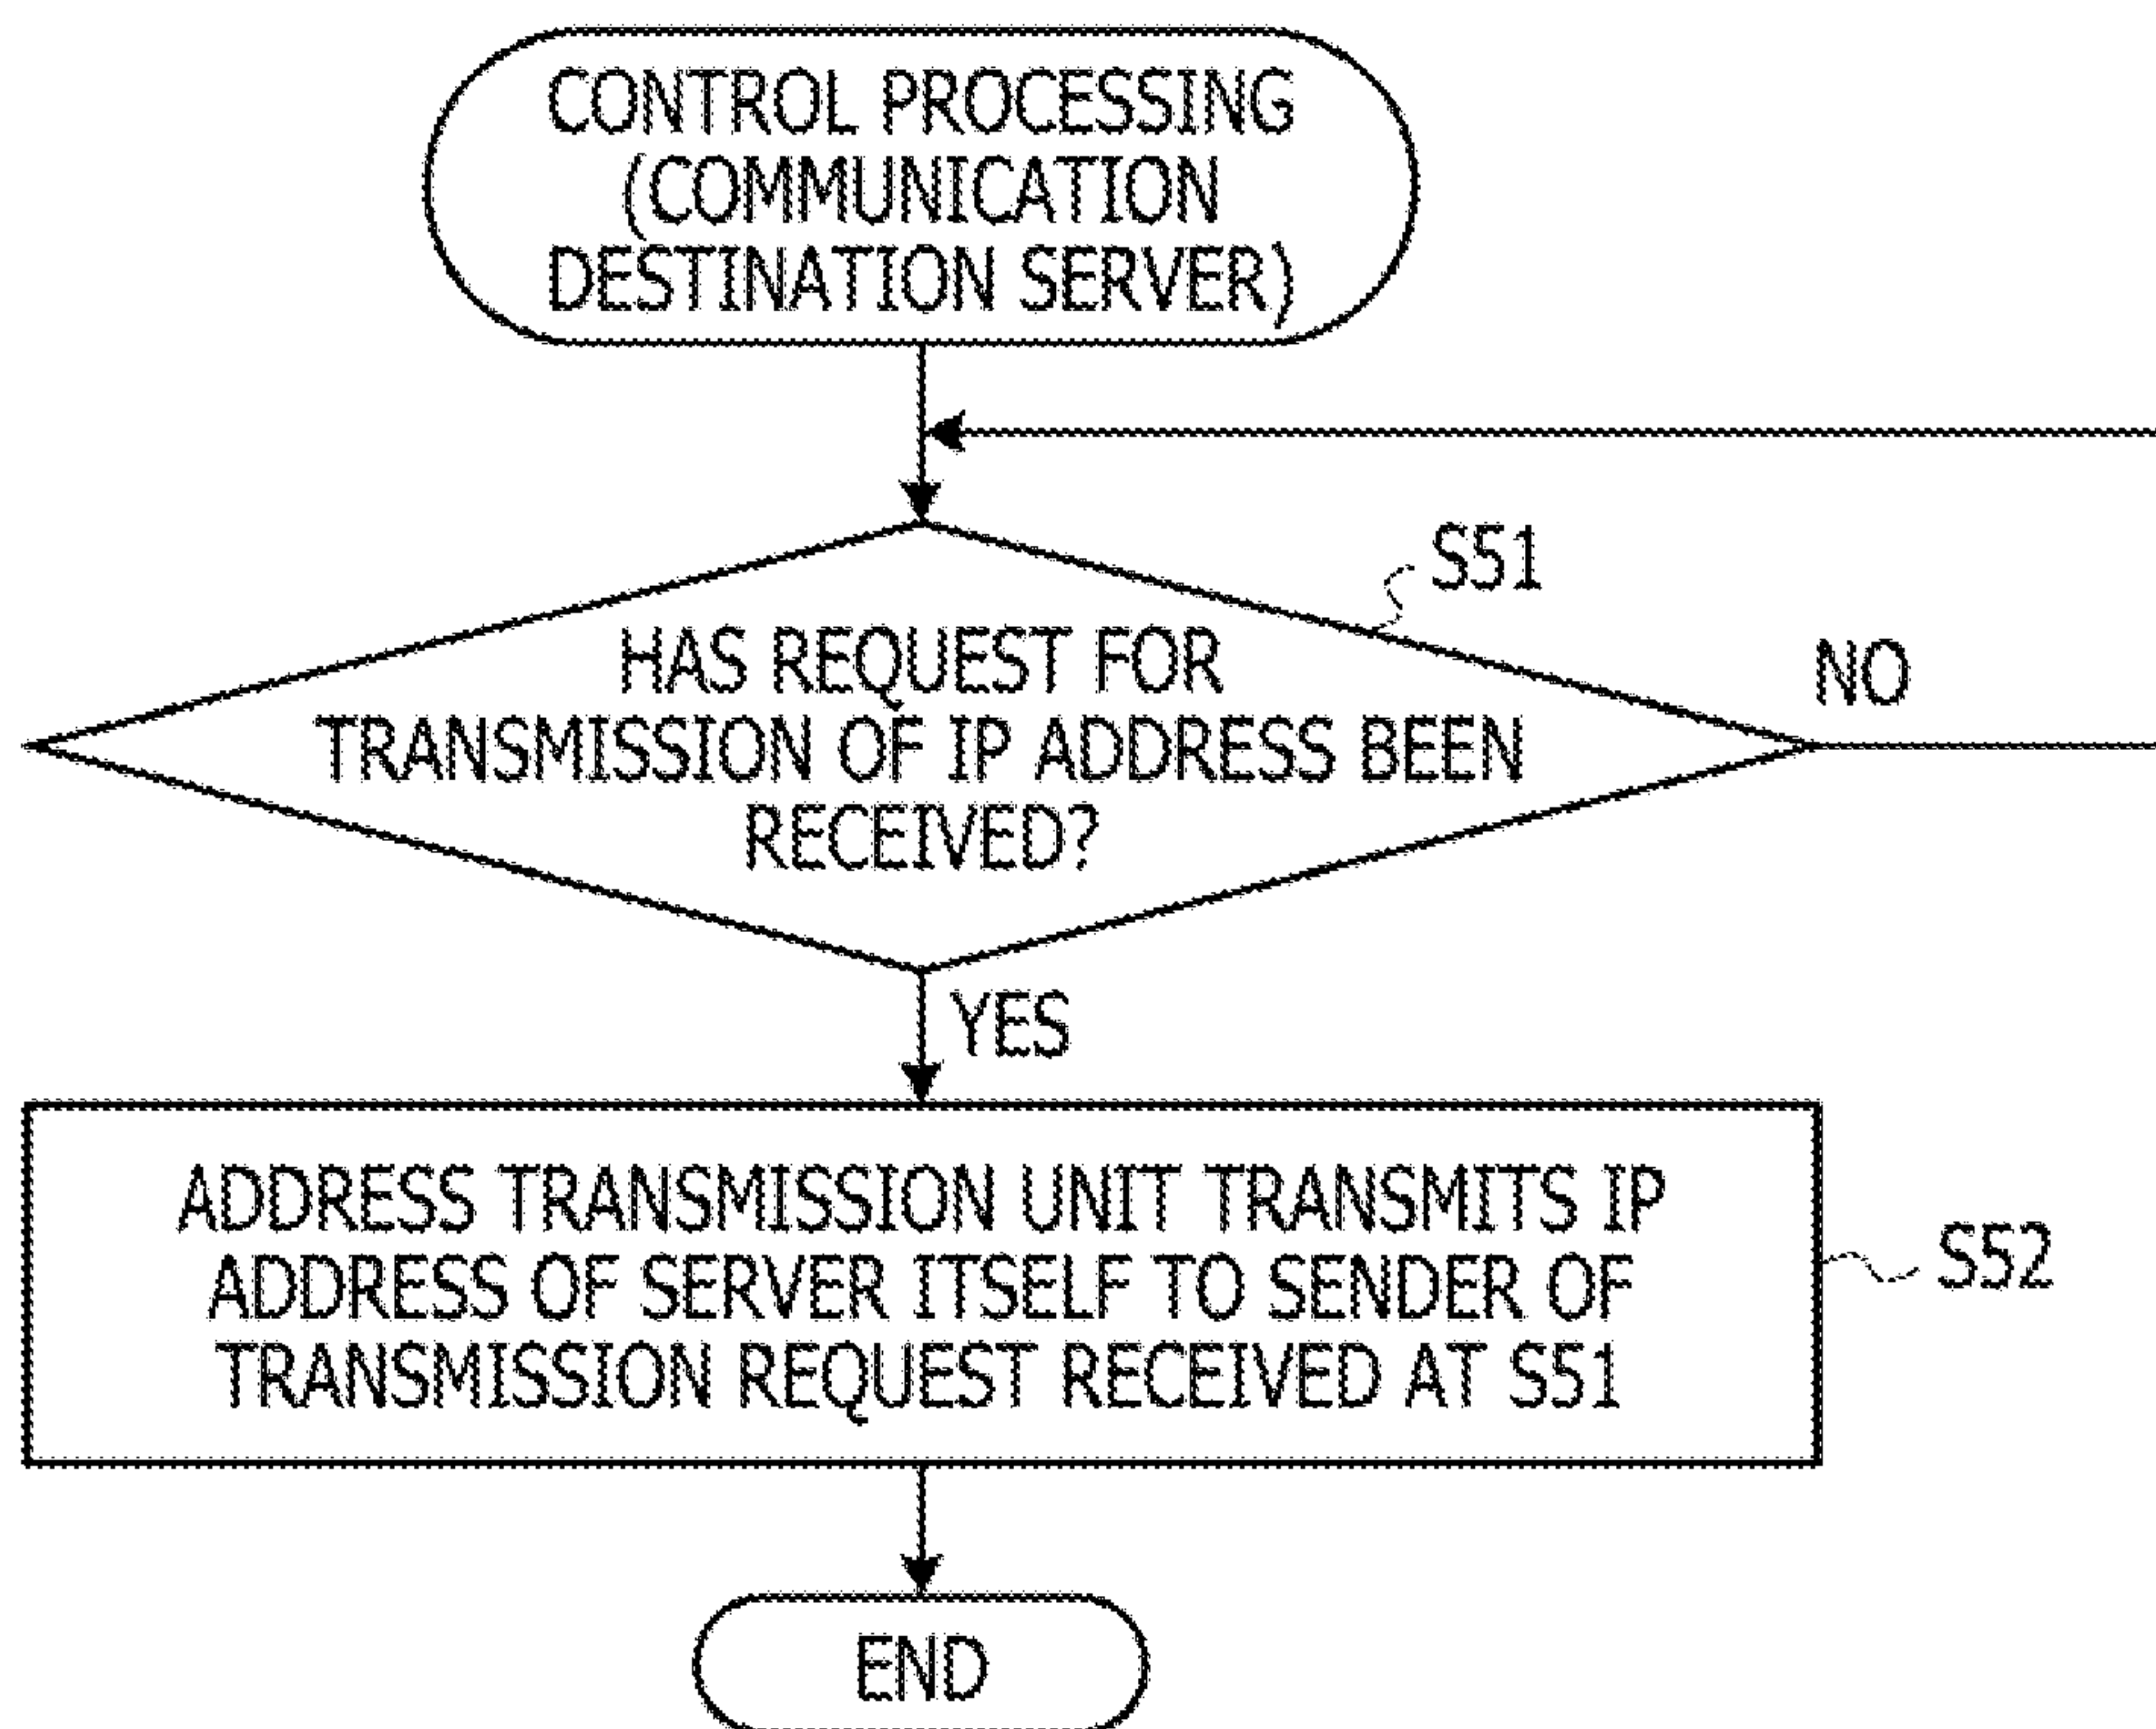 CONTROL PROCESSING
(COMMUNICATION
DESTINATION SERVER)
S51
HAS REQUEST FOR
TRANSMISSION OF IP ADDRESS BEEN
RECEIVED?
NO
YES
ADDRESS TRANSMISSION UNIT TRANSMITS IP
ADDRESS OF SERVER ITSELF TO SENDER OF
TRANSMISSION REQUEST RECEIVED AT S51
S52
END